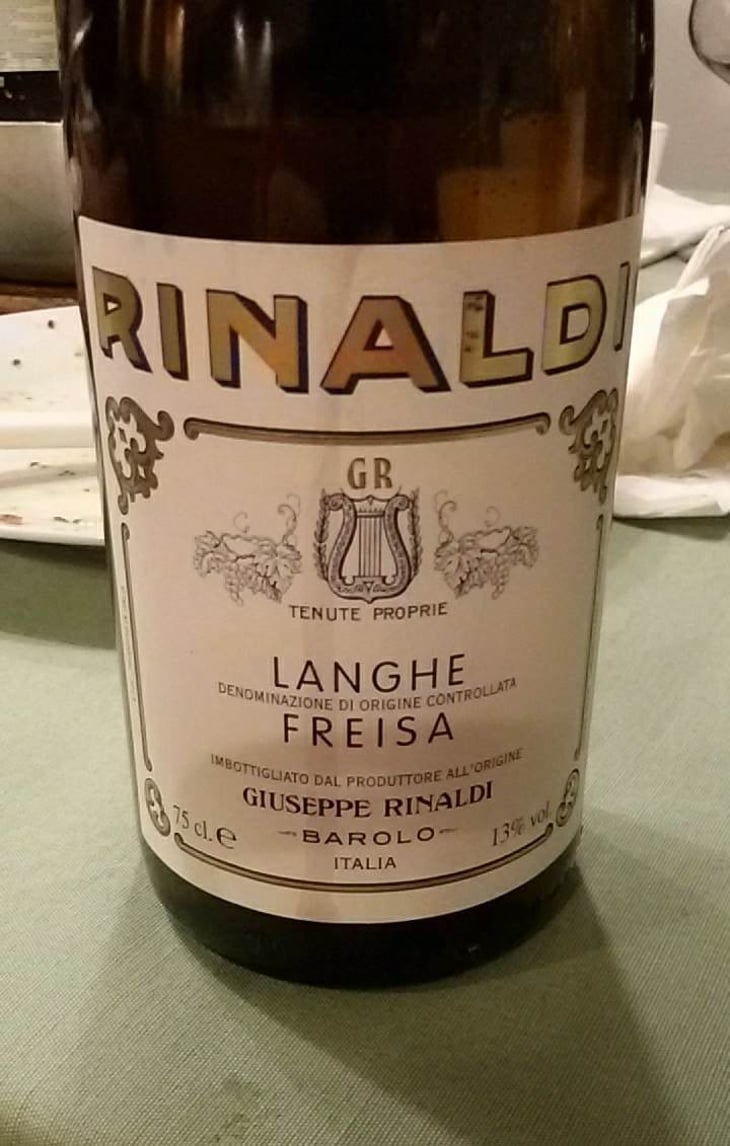 RINALDI
GR
TENUTE PROPRIE
LANGHE
DENOMINAZIONE DI ORIGINE CONTROLLATA
FREISA
IMBOTTIGLIATO DAL PRODUTTORE ALL'ORIGINE
GIUSEPPE RINALDI
75 cl. e BAROLO 13% vol.
ITALIA